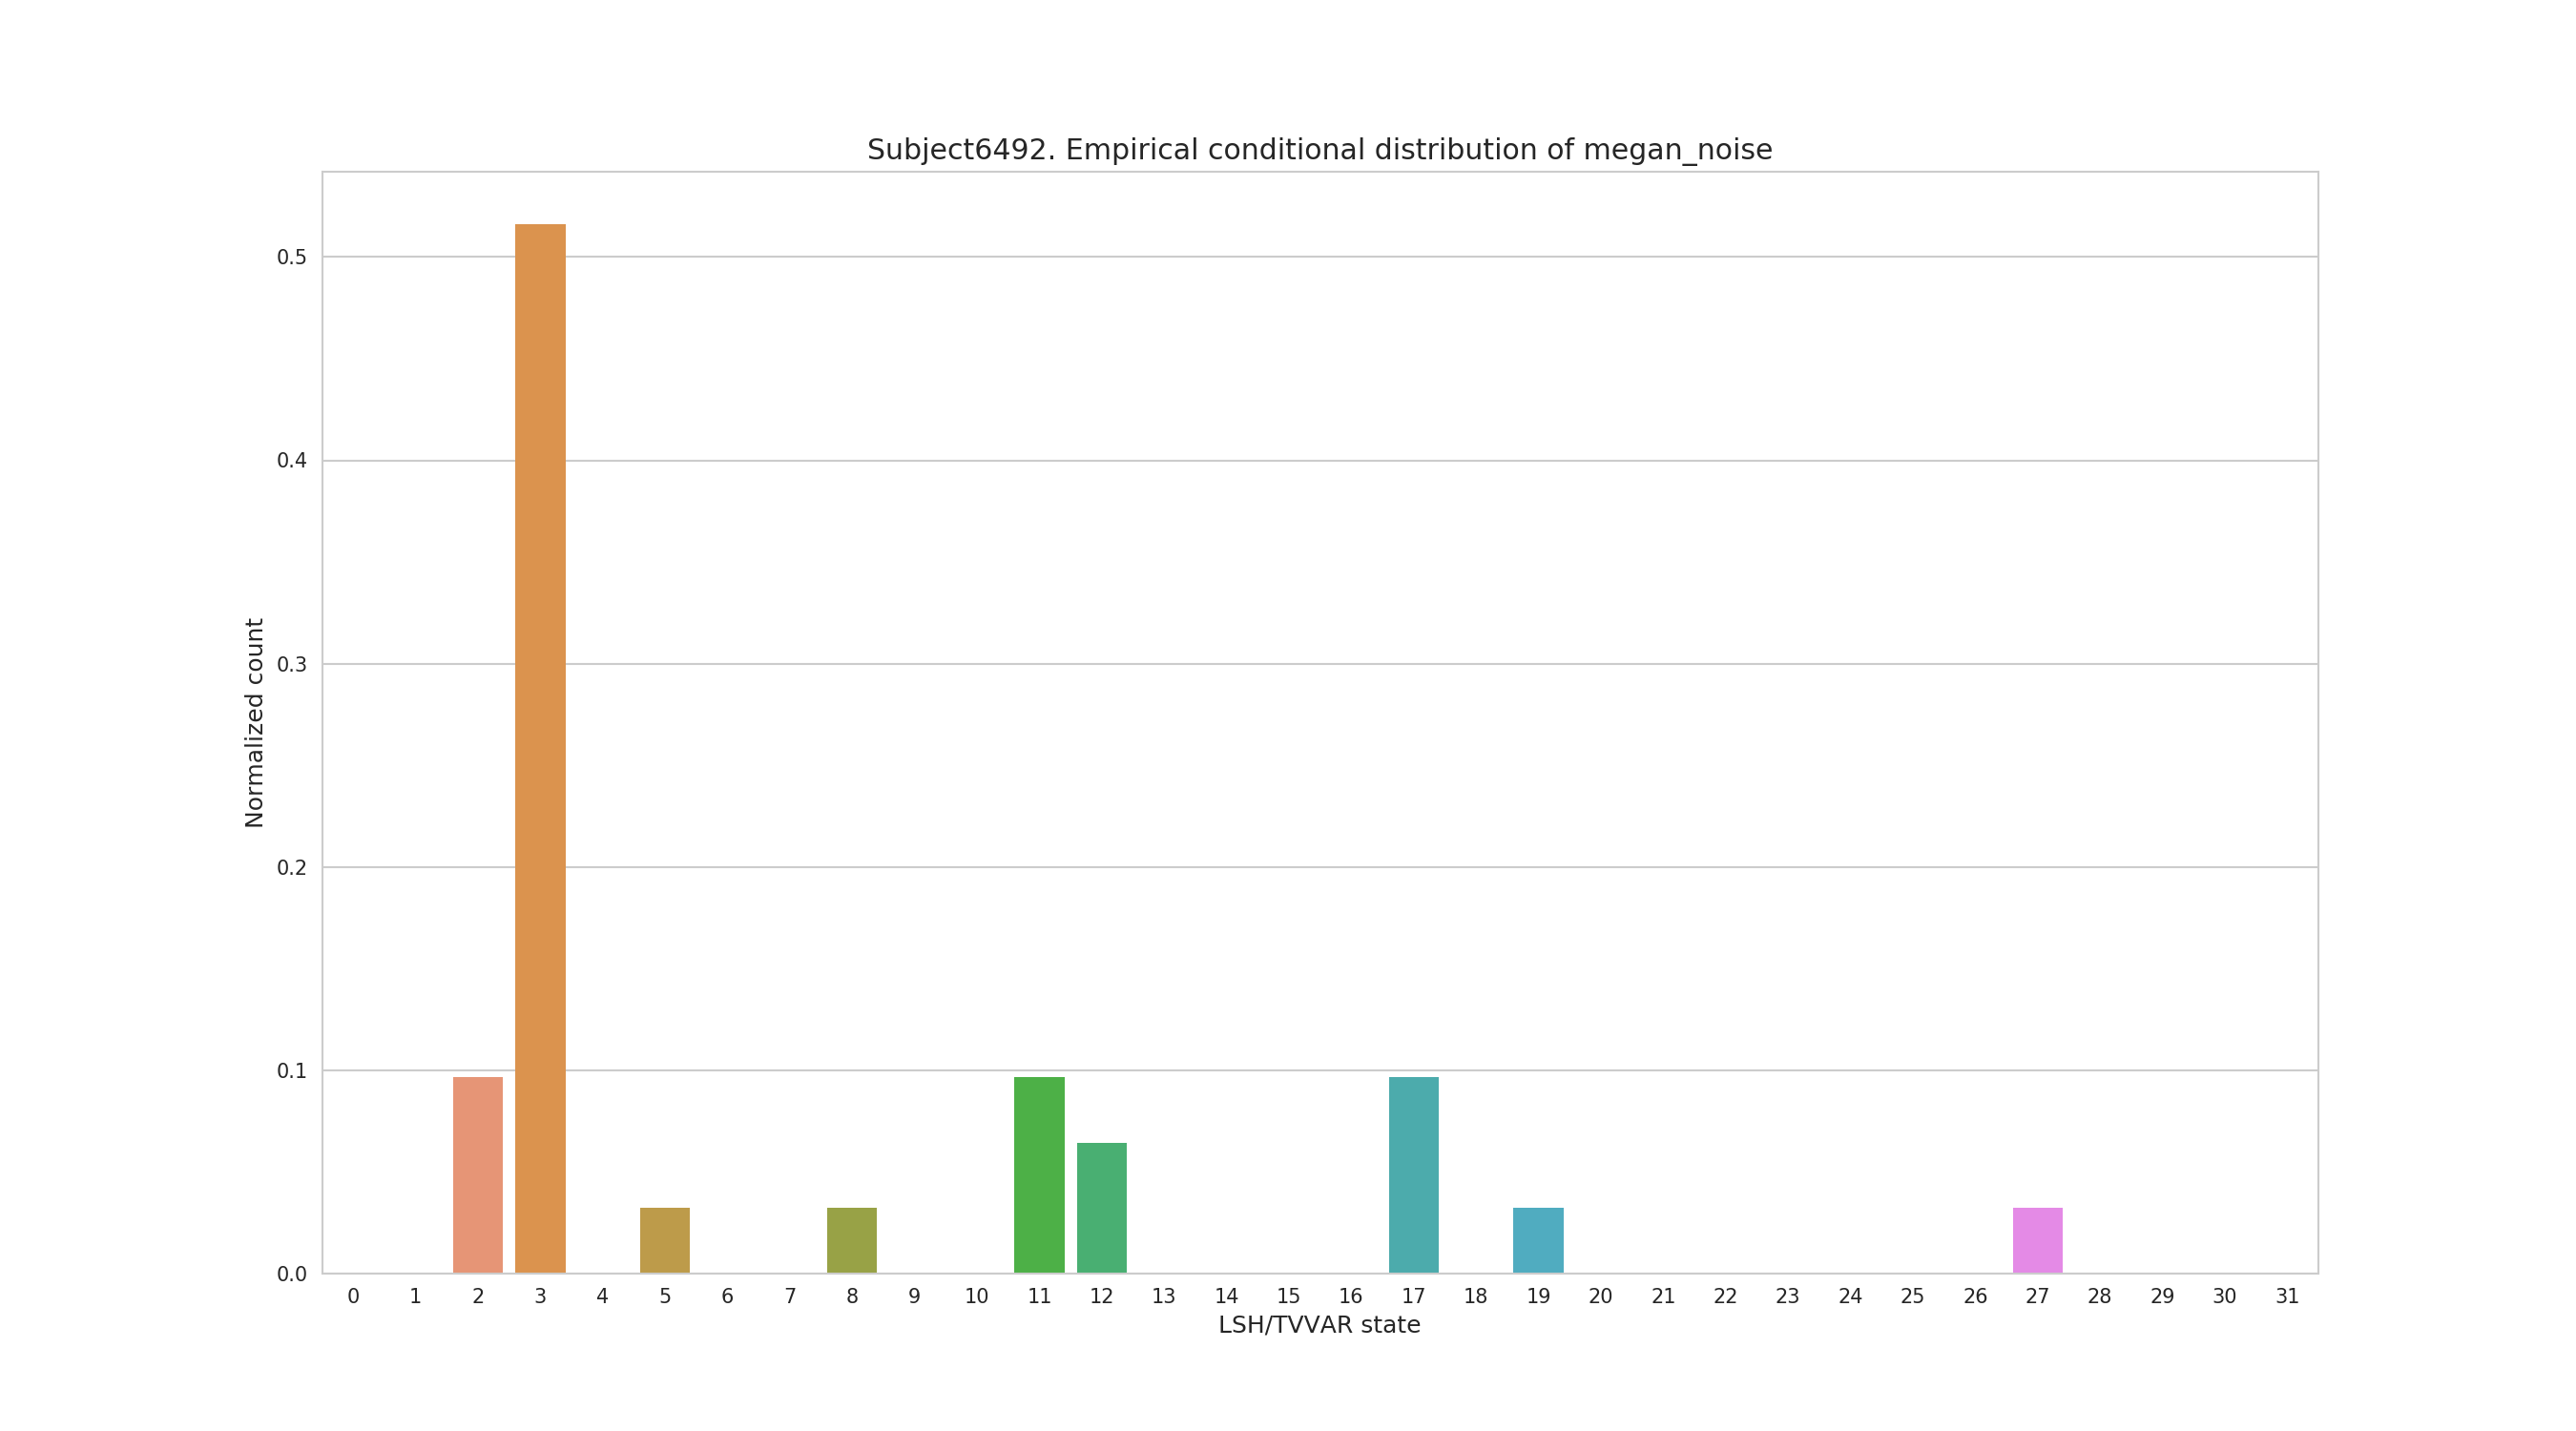 Subject6492. Empirical conditional distribution of megan_noise
0.5
0.4
0.3
0.2
0.1
0.0
Normalized count
0 1 2 3 4 5 6 7 8 9 10 11 12 13 14 15 16 17 18 19 20 21 22 23 24 25 26 27 28 29 30 31
LSH/TVVAR state